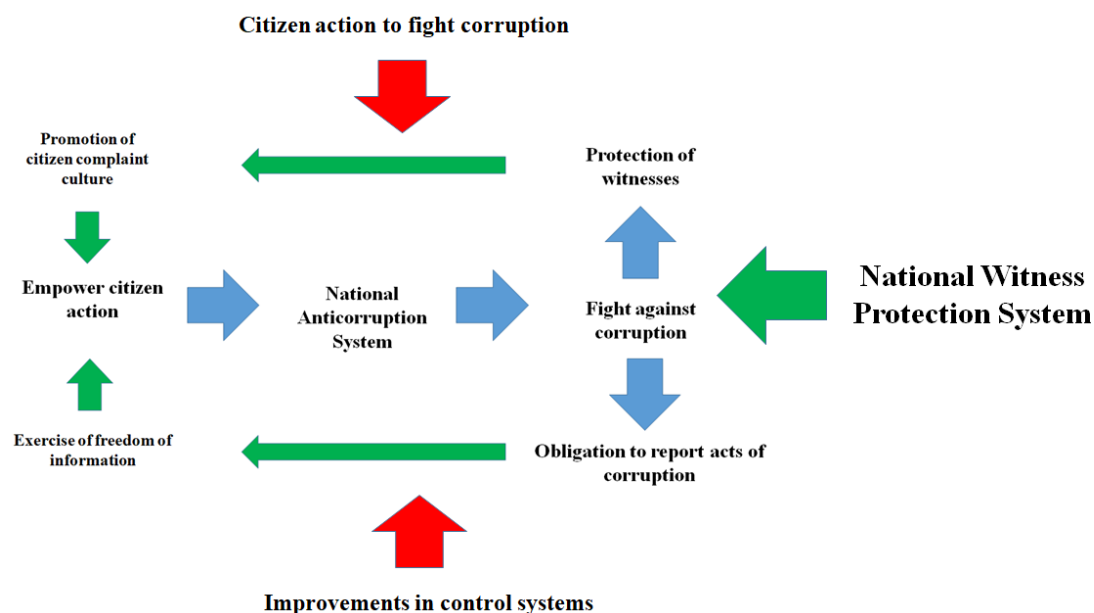 Citizen action to fight corruption
Promotion of
citizen complaint
culture
Protection of
witnesses
Empower citizen
action
National
Anticorruption
System
Fight against
corruption
National Witness
Protection System
Exercise of freedom of
information
Obligation to report acts of
corruption
Improvements in control systems